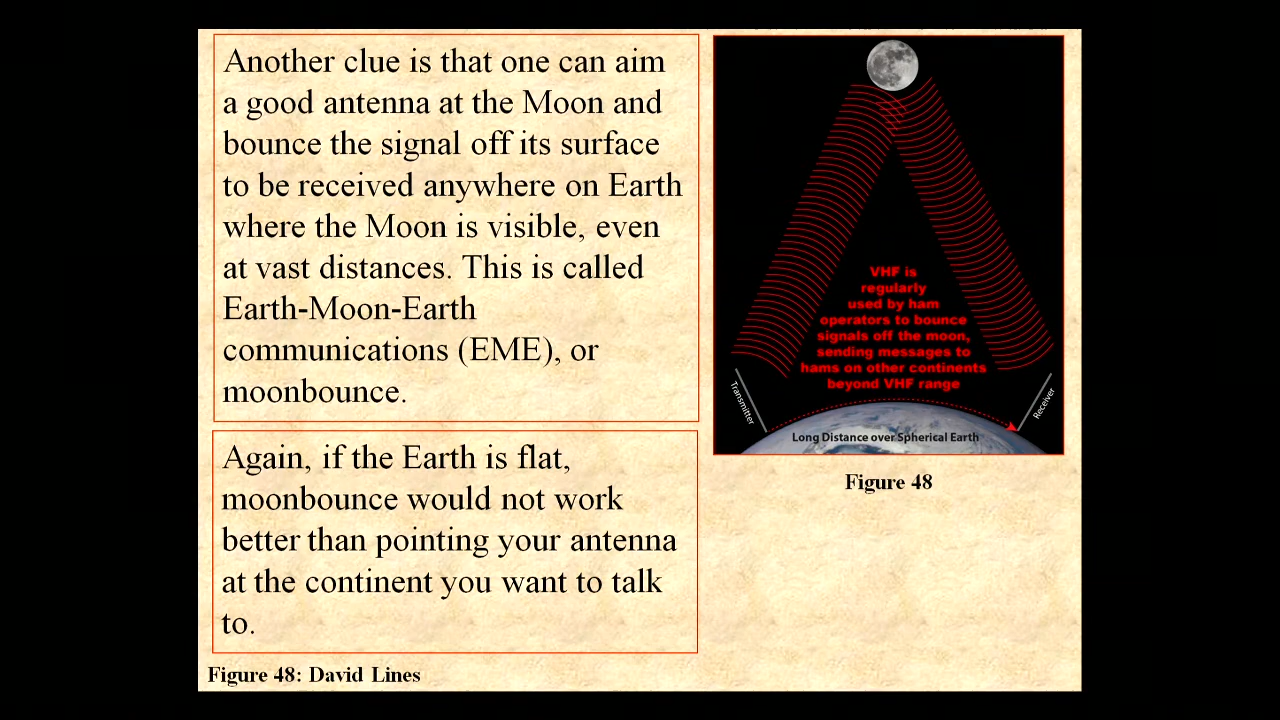 Another clue is that one can aim
a good antenna at the Moon and
bounce the signal off its surface
to be received anywhere on Earth
where the Moon is visible, even
at vast distances. This is called
Earth-Moon-Earth
communications (EME), or
moonbounce.
Again, if the Earth is flat,
moonbounce would not work
better than pointing your antenna
at the continent you want to talk
to.
Figure 48: David Lines
VHF is
regularly
used by ham
operators to bounce
signals off the moon,
sending messages to
hams on other continents
beyond VHF range
Transmitter
Receiver
Long Distance over Spherical Earth
Figure 48